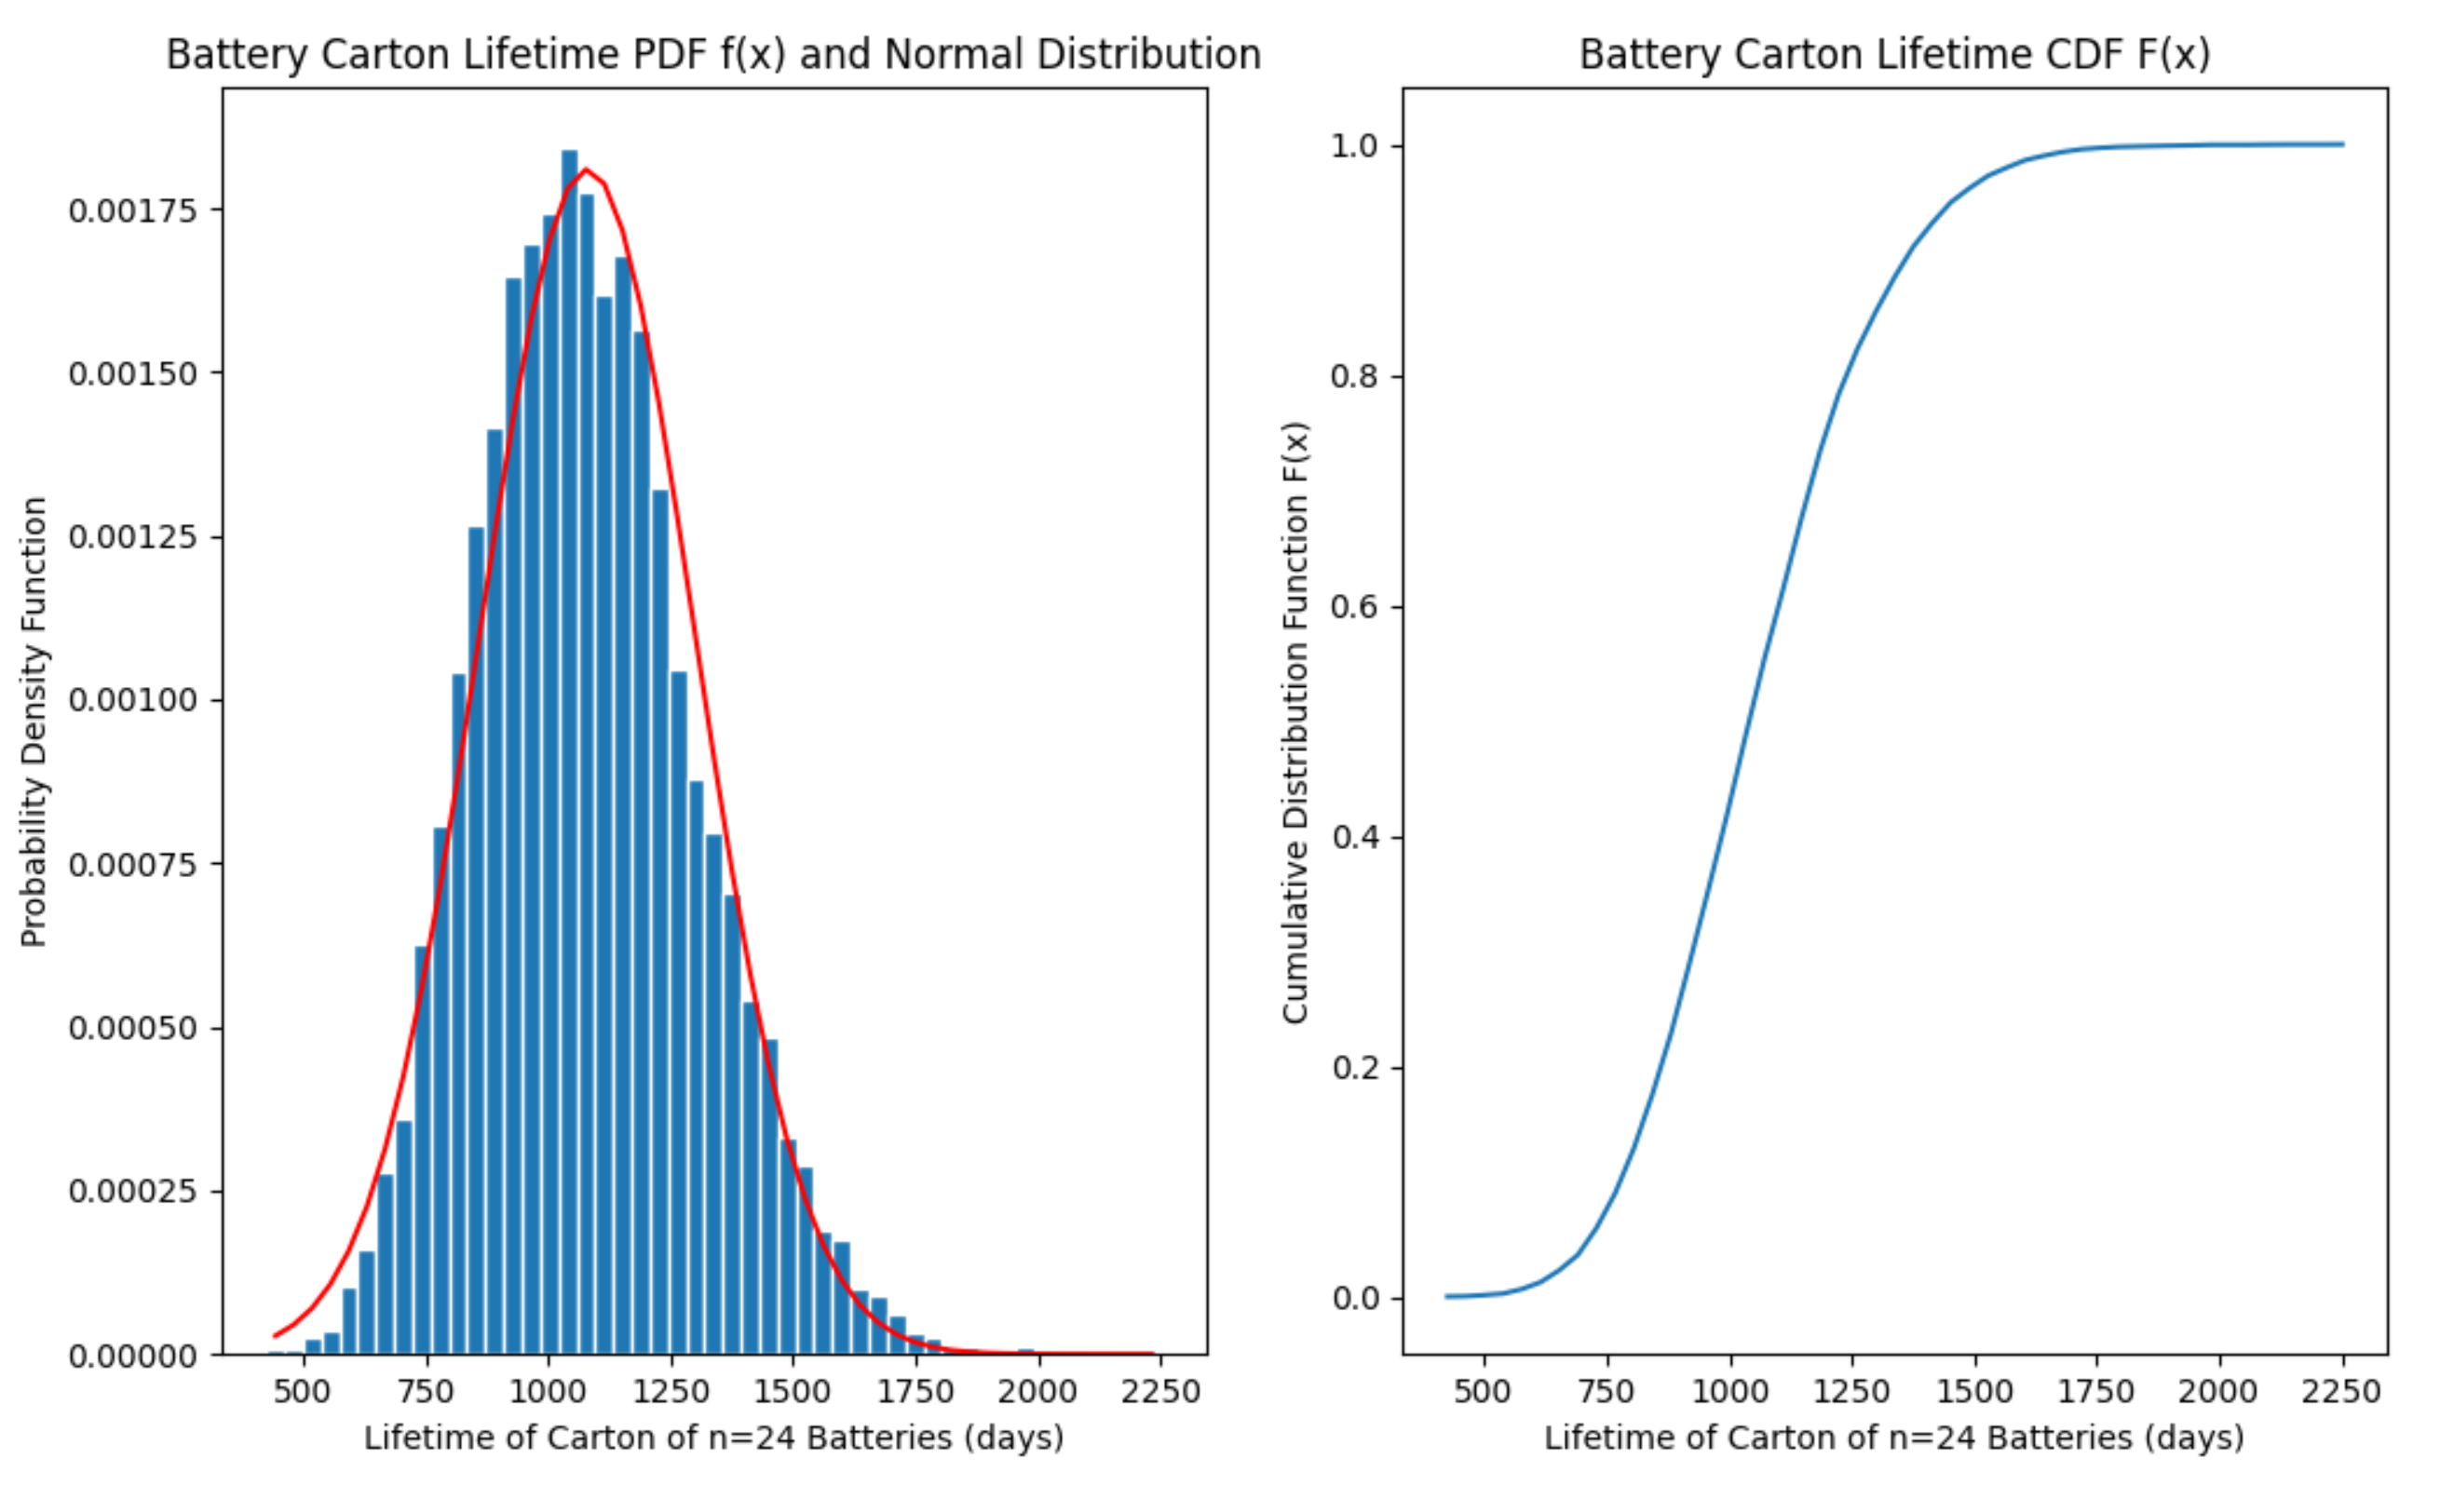 Battery Carton Lifetime PDF f(x) and Normal Distribution
Probability Density Function
0.00175
0.00150
0.00125
0.00100
0.00075
0.00050
0.00025
0.00000
500 750 1000 1250 1500 1750 2000 2250
Lifetime of Carton of n=24 Batteries (days)
Battery Carton Lifetime CDF F(x)
Cumulative Distribution Function F(x)
1.0
0.8
0.6
0.4
0.2
0.0
500 750 1000 1250 1500 1750 2000 2250
Lifetime of Carton of n=24 Batteries (days)